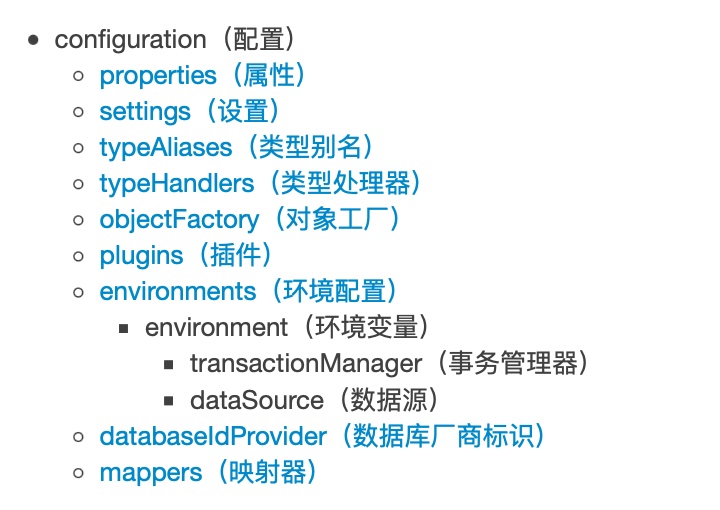 configuration（配置）
properties（属性）
settings（设置）
typeAliases（类型别名）
typeHandlers（类型处理器）
objectFactory（对象工厂）
plugins（插件）
environments（环境配置）
environment（环境变量）
transactionManager（事务管理器）
dataSource（数据源）
databaseIdProvider（数据库厂商标识）
mappers（映射器）